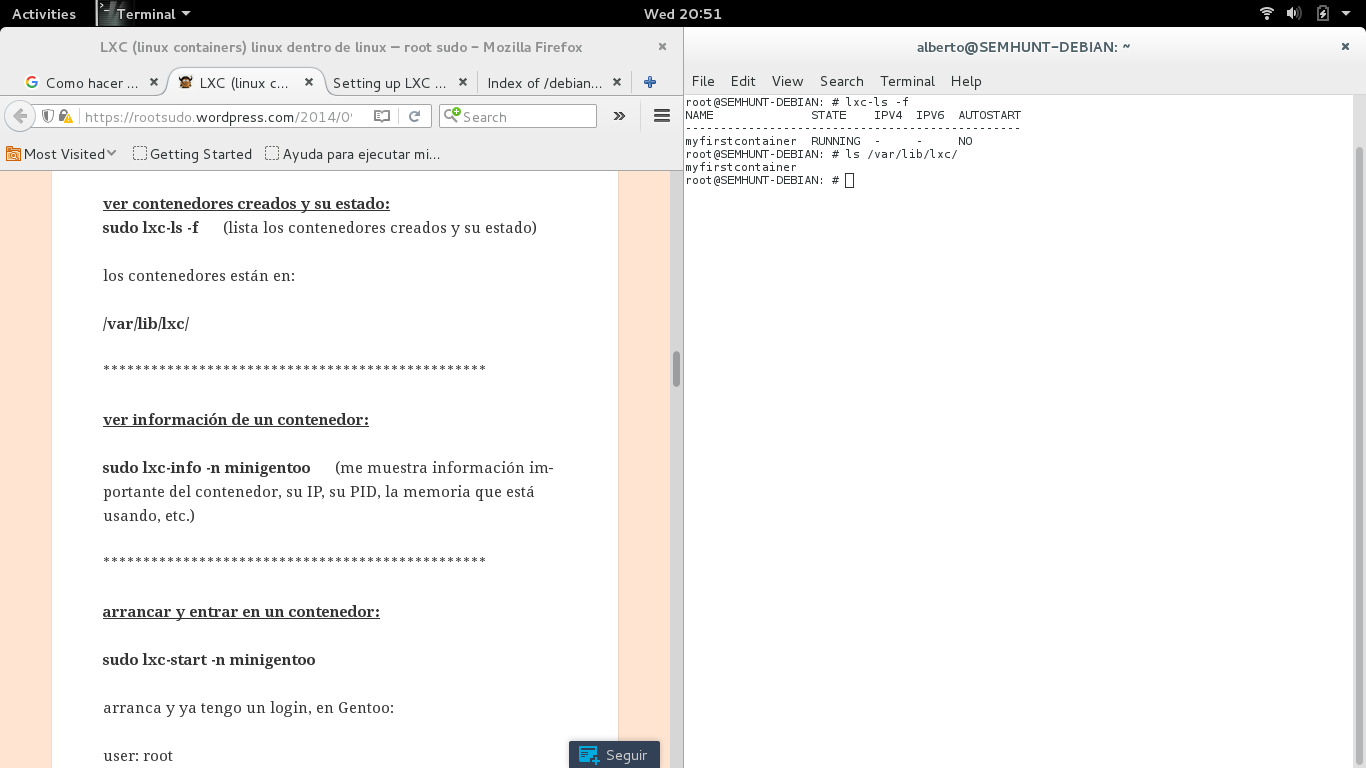 Activities
Terminal
Wed 20:51
LXC (linux containers) linux dentro de linux – root sudo – Mozilla Firefox
Como hacer ...
LXC (linux c...
Setting up LXC ...
Index of /debian...
https://rootsudo.wordpress.com/2014/09
Search
Most Visited
Getting Started
Ayuda para ejecutar mi...
ver contenedores creados y su estado:
sudo lxc-ls -f (lista los contenedores creados y su estado)
los contenedores están en:
/var/lib/lxc/
************************************************
ver información de un contenedor:
sudo lxc-info -n minigentoo (me muestra información im-
portante del contenedor, su IP, su PID, la memoria que está
usando, etc.)
************************************************
arrancar y entrar en un contenedor:
sudo lxc-start -n minigentoo
arranca y ya tengo un login, en Gentoo:
user: root
Seguir
alberto@SEMHUNT-DEBIAN: ~
File Edit View Search Terminal Help
root@SEMHUNT-DEBIAN: # lxc-ls -f
NAME STATE IPV4 IPV6 AUTOSTART
------------------------------------------------
myfirstcontainer RUNNING - - NO
root@SEMHUNT-DEBIAN: # ls /var/lib/lxc/
myfirstcontainer
root@SEMHUNT-DEBIAN: #